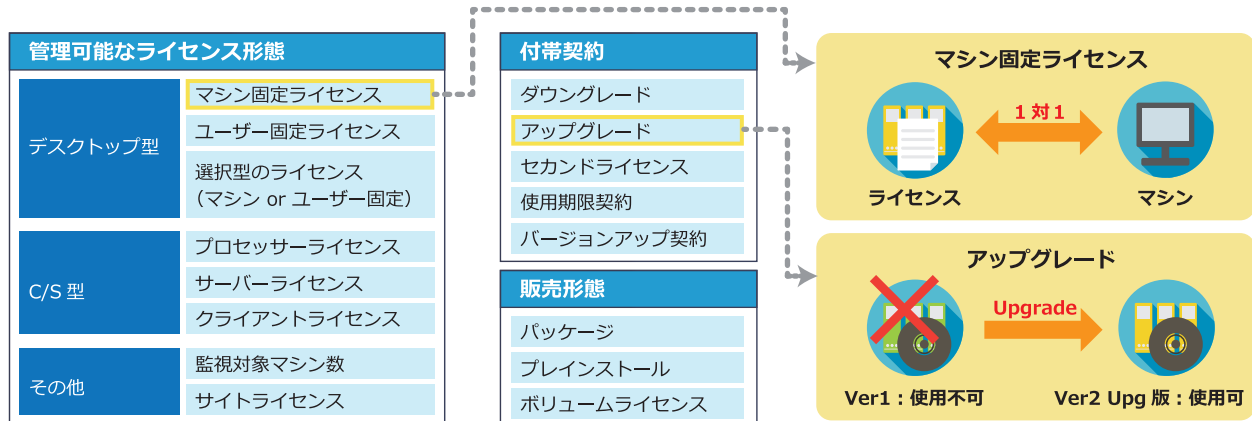 管理可能なライセンス形態
デスクトップ型
マシン固定ライセンス
ユーザー固定ライセンス
選択型のライセンス
（マシン or ユーザー固定）
C/S 型
プロセッサーライセンス
サーバーライセンス
クライアントライセンス
その他
監視対象マシン数
サイトライセンス
付帯契約
ダウングレード
アップグレード
セカンドライセンス
使用期限契約
バージョンアップ契約
販売形態
パッケージ
プレインストール
ボリュームライセンス
マシン固定ライセンス
1 対 1
ライセンス
マシン
アップグレード
Upgrade
Ver1：使用不可
Ver2 Upg 版：使用可